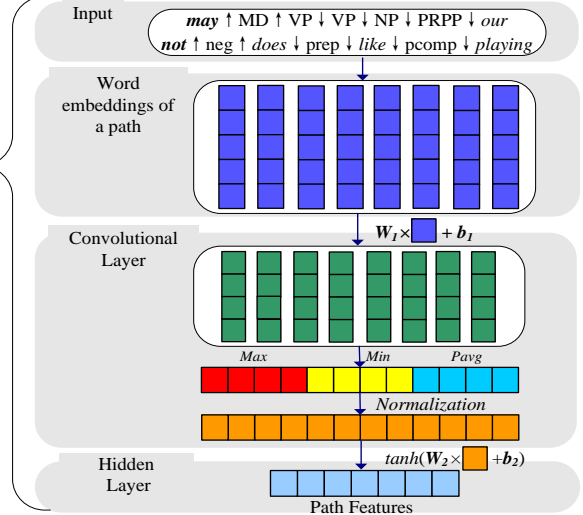 Input
may ↑ MD ↑ VP ↓ VP ↓ NP ↓ PRPP ↓ our
not ↑ neg ↑ does ↓ prep ↓ like ↓ pcomp ↓ playing
Word
embeddings of
a path
W1× + b1
Convolutional
Layer
Max Min Pavg
Normalization
tanh(W2× +b2)
Hidden
Layer
Path Features